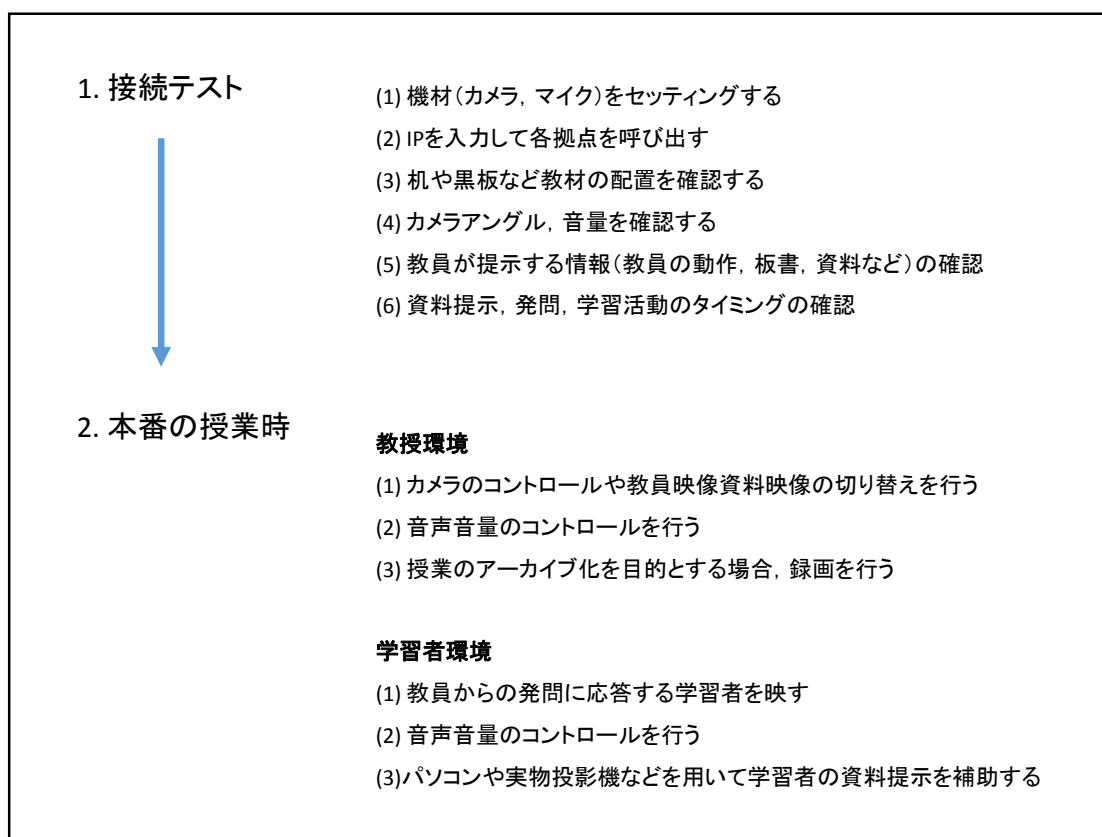 1. 接続テスト
(1) 機材（カメラ，マイク）をセッティングする
(2) IPを入力して各拠点を呼び出す
(3) 机や黒板など教材の配置を確認する
(4) カメラアングル，音量を確認する
(5) 教員が提示する情報（教員の動作，板書，資料など）の確認
(6) 資料提示，発問，学習活動のタイミングの確認
2. 本番の授業時
教授環境
(1) カメラのコントロールや教員映像資料映像の切り替えを行う
(2) 音声音量のコントロールを行う
(3) 授業のアーカイブ化を目的とする場合，録画を行う
学習者環境
(1) 教員からの発問に応答する学習者を映す
(2) 音声音量のコントロールを行う
(3)パソコンや実物投影機などを用いて学習者の資料提示を補助する